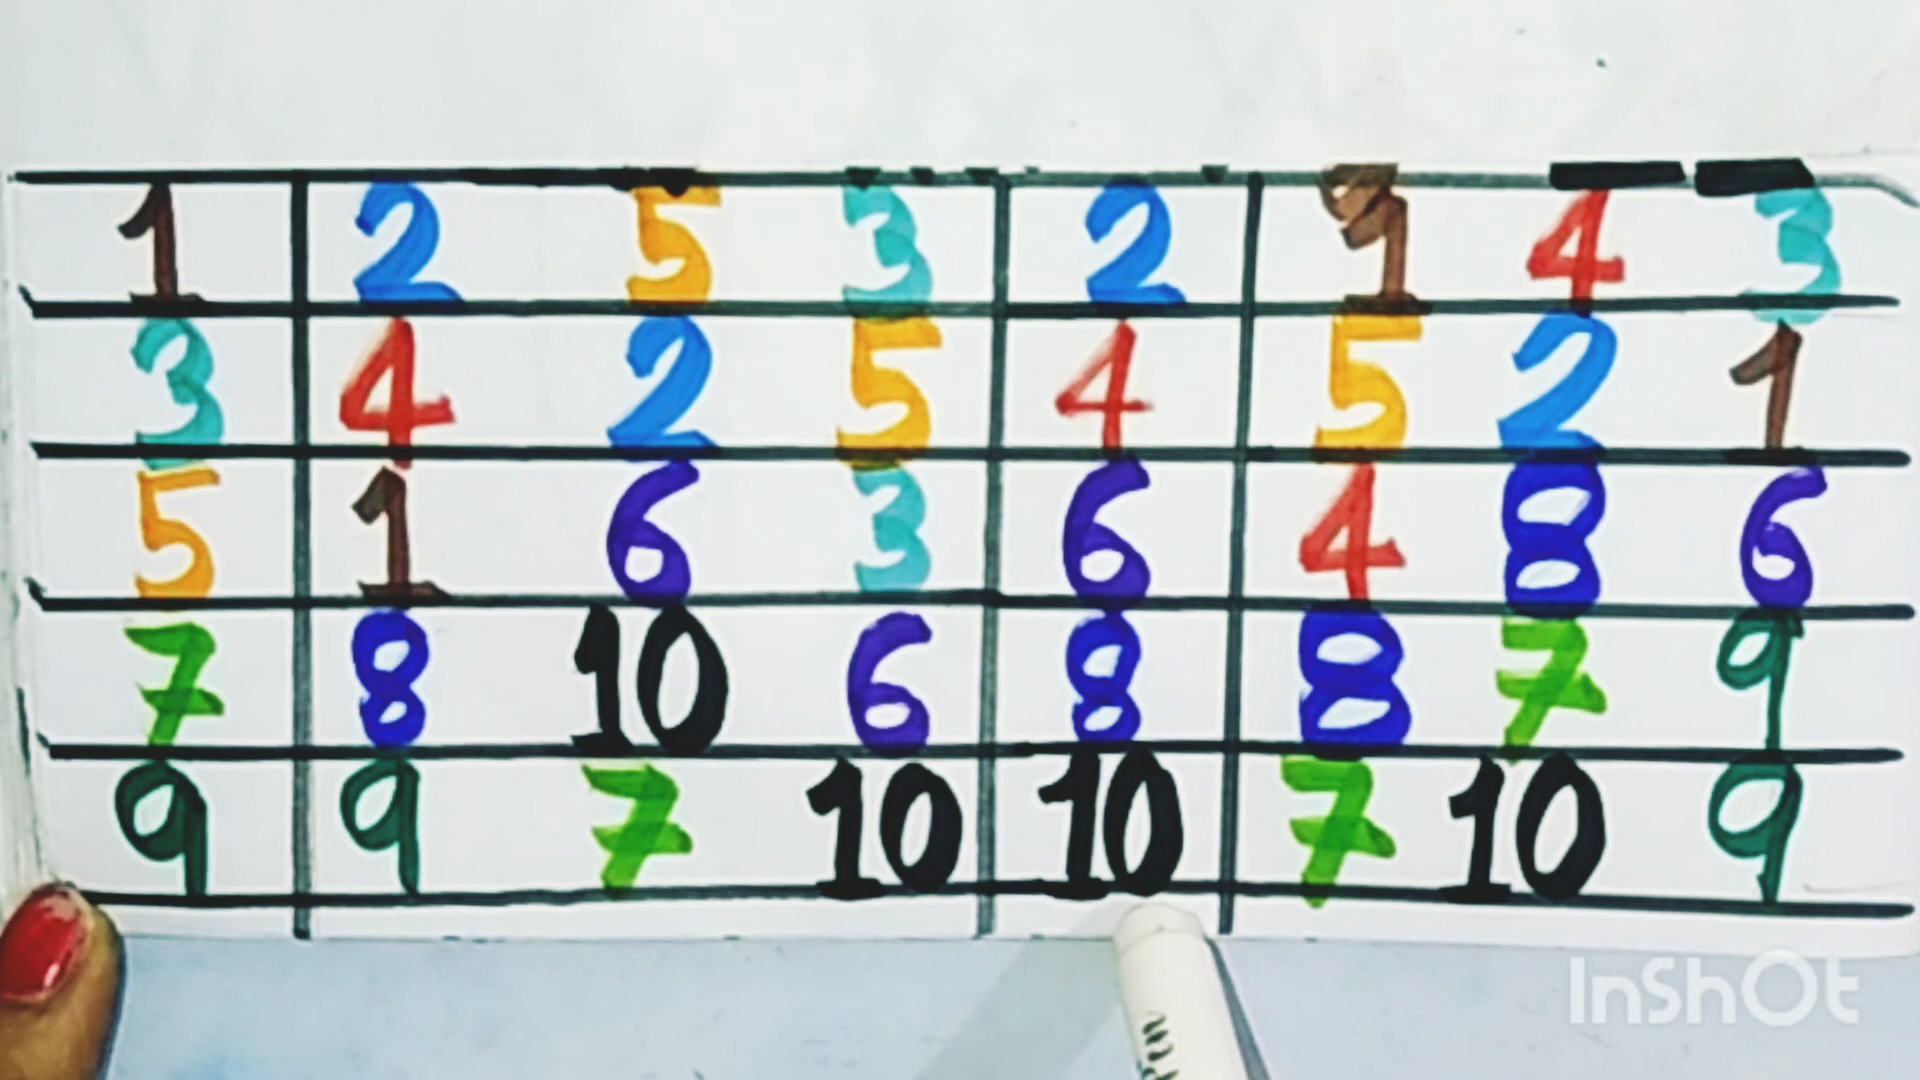 1 2 5 3 2 1 4 3
3 4 2 5 4 5 2 1
5 1 6 3 6 4 8 6
7 8 10 6 8 8 7 9
9 9 7 10 10 7 10 9
InShOt